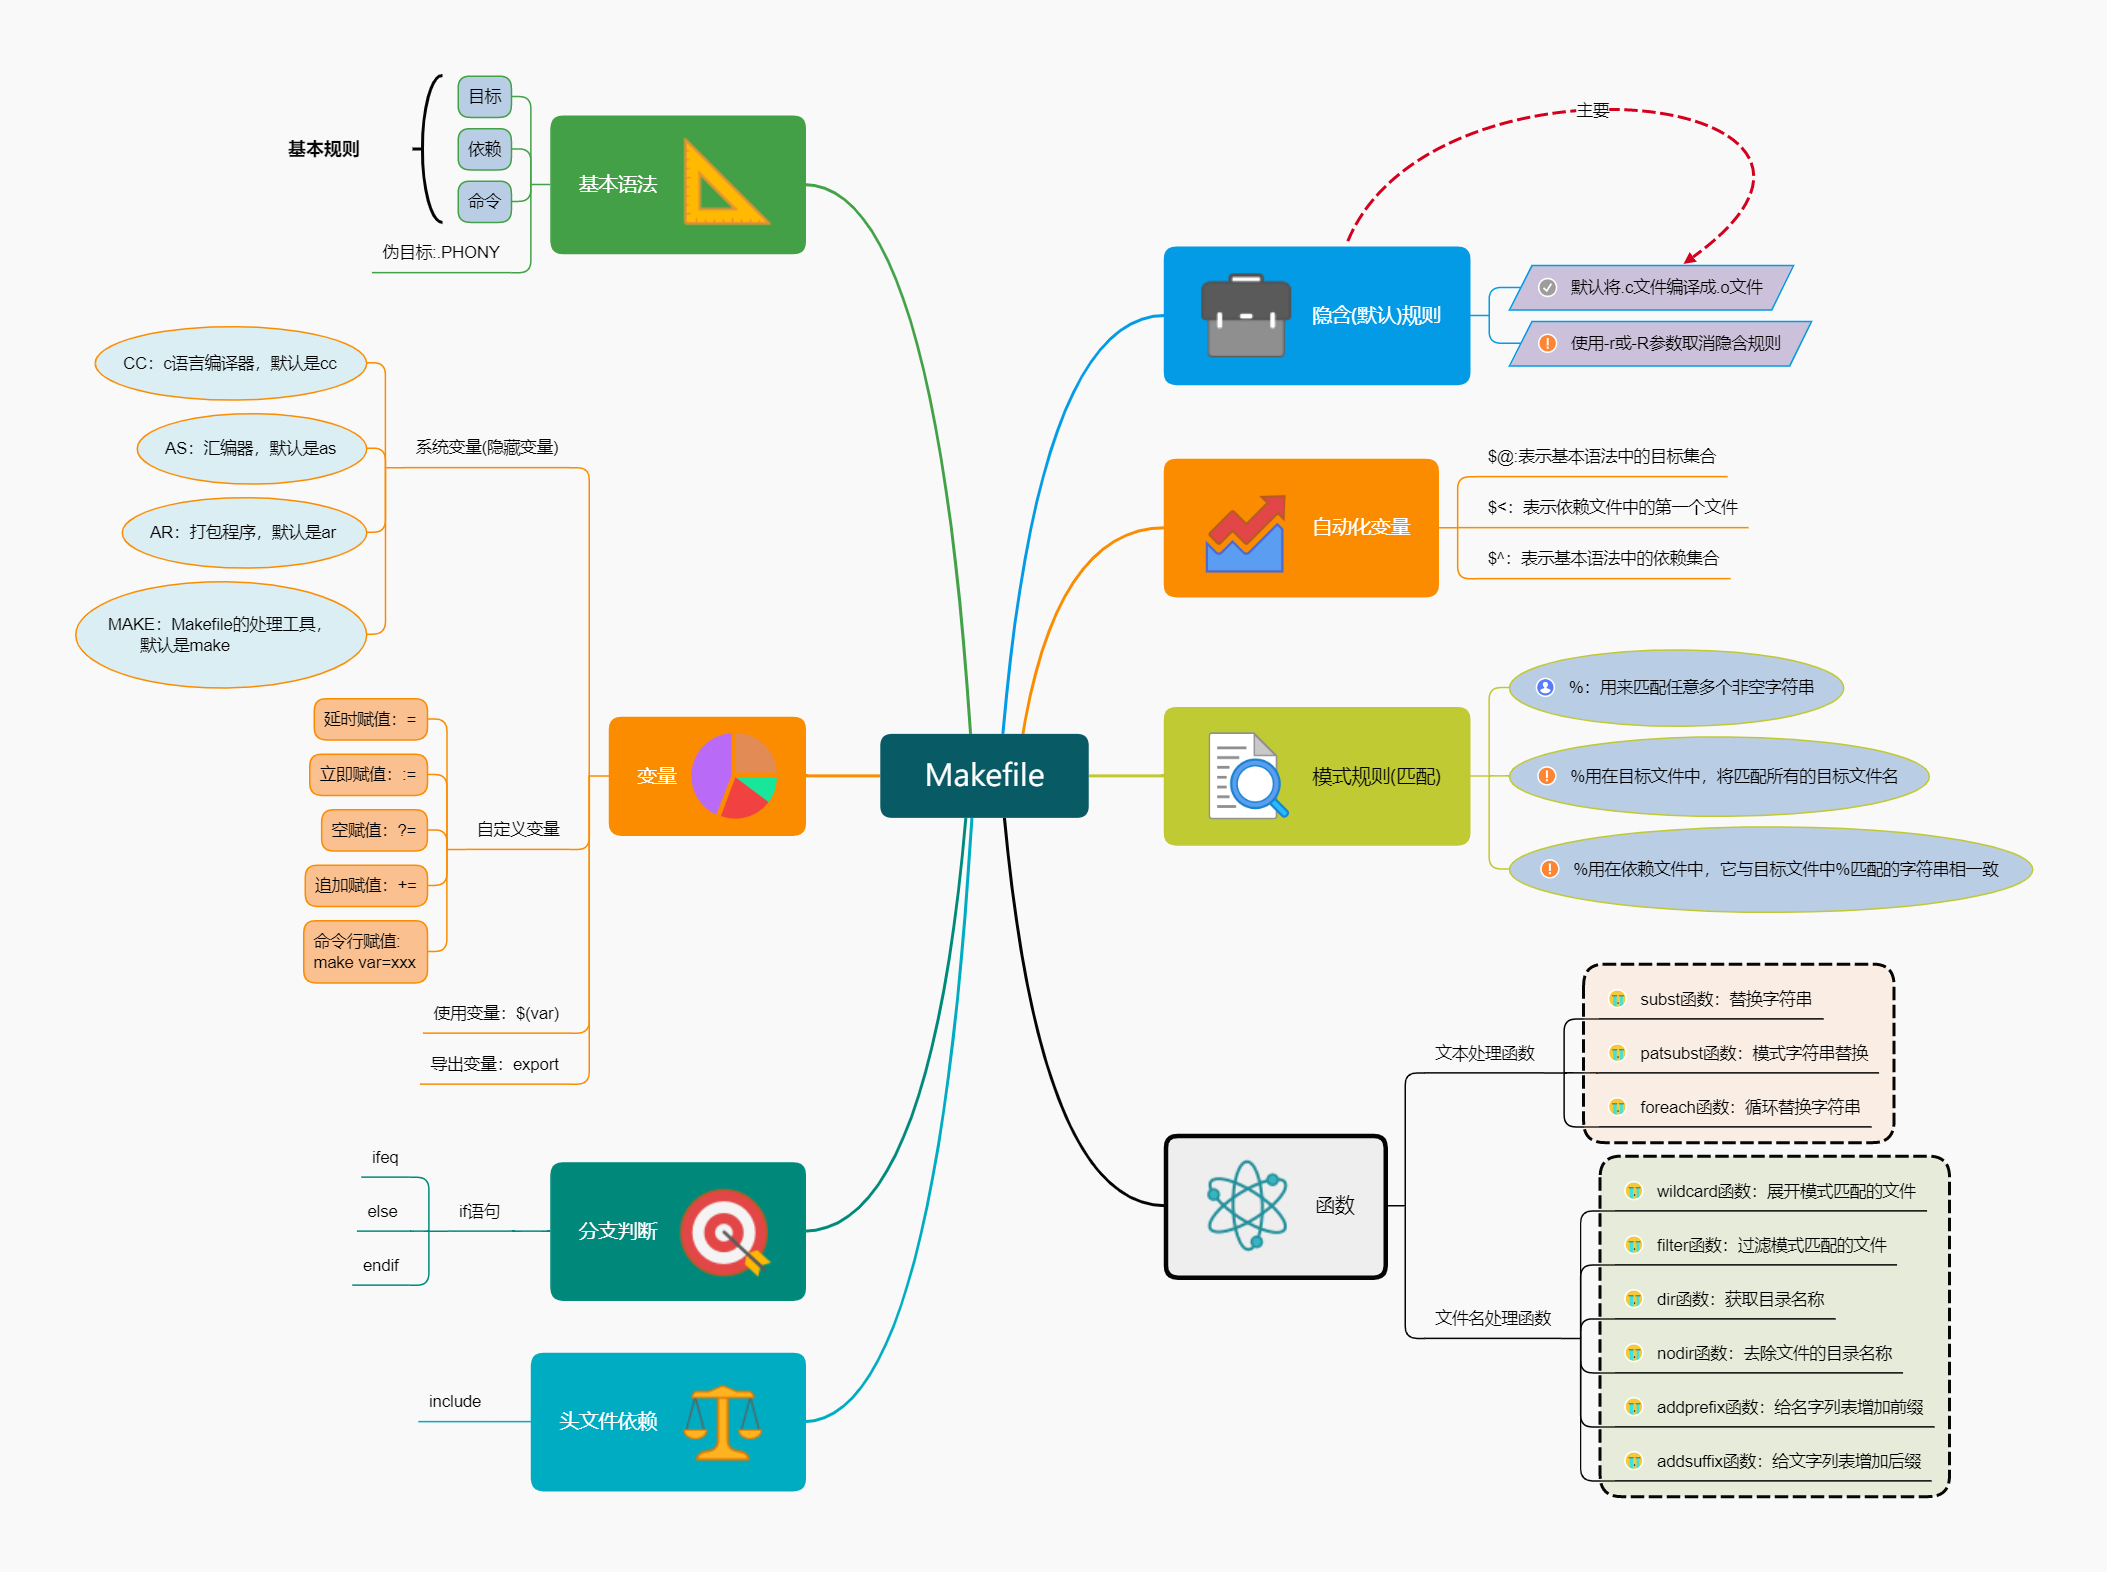 Makefile
基本语法
基本规则
目标
依赖
命令
伪目标:.PHONY
变量
系统变量(隐藏变量)
CC：c语言编译器，默认是cc
AS：汇编器，默认是as
AR：打包程序，默认是ar
MAKE：Makefile的处理工具，
默认是make
自定义变量
延时赋值：=
立即赋值：:=
空赋值：?=
追加赋值：+=
命令行赋值:
make var=xxx
使用变量：$(var)
导出变量：export
分支判断
if语句
ifeq
else
endif
头文件依赖
include
主要
隐含(默认)规则
默认将.c文件编译成.o文件
使用-r或-R参数取消隐含规则
自动化变量
$@:表示基本语法中的目标集合
$<：表示依赖文件中的第一个文件
$^：表示基本语法中的依赖集合
模式规则(匹配)
%：用来匹配任意多个非空字符串
%用在目标文件中，将匹配所有的目标文件名
%用在依赖文件中，它与目标文件中%匹配的字符串相一致
函数
文本处理函数
subst函数：替换字符串
patsubst函数：模式字符串替换
foreach函数：循环替换字符串
文件名处理函数
wildcard函数：展开模式匹配的文件
filter函数：过滤模式匹配的文件
dir函数：获取目录名称
nodir函数：去除文件的目录名称
addprefix函数：给名字列表增加前缀
addsuffix函数：给文字列表增加后缀